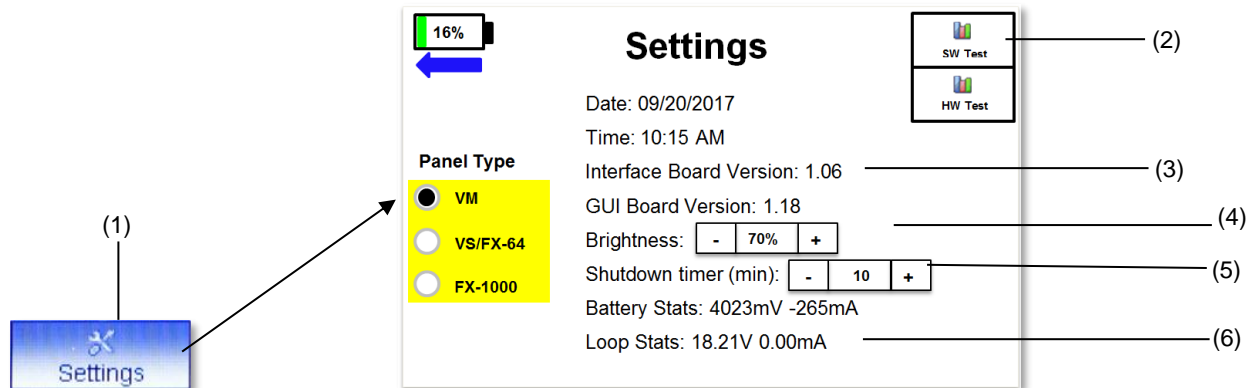 16%
Settings
SW Test
(2)
HW Test
Date: 09/20/2017
Time: 10:15 AM
Panel Type
Interface Board Version: 1.06
(3)
VM
GUI Board Version: 1.18
(4)
(1)
VS/FX-64
Brightness: - 70% +
Shutdown timer (min): - 10 +
(5)
FX-1000
Battery Stats: 4023mV -265mA
Loop Stats: 18.21V 0.00mA
(6)
Settings